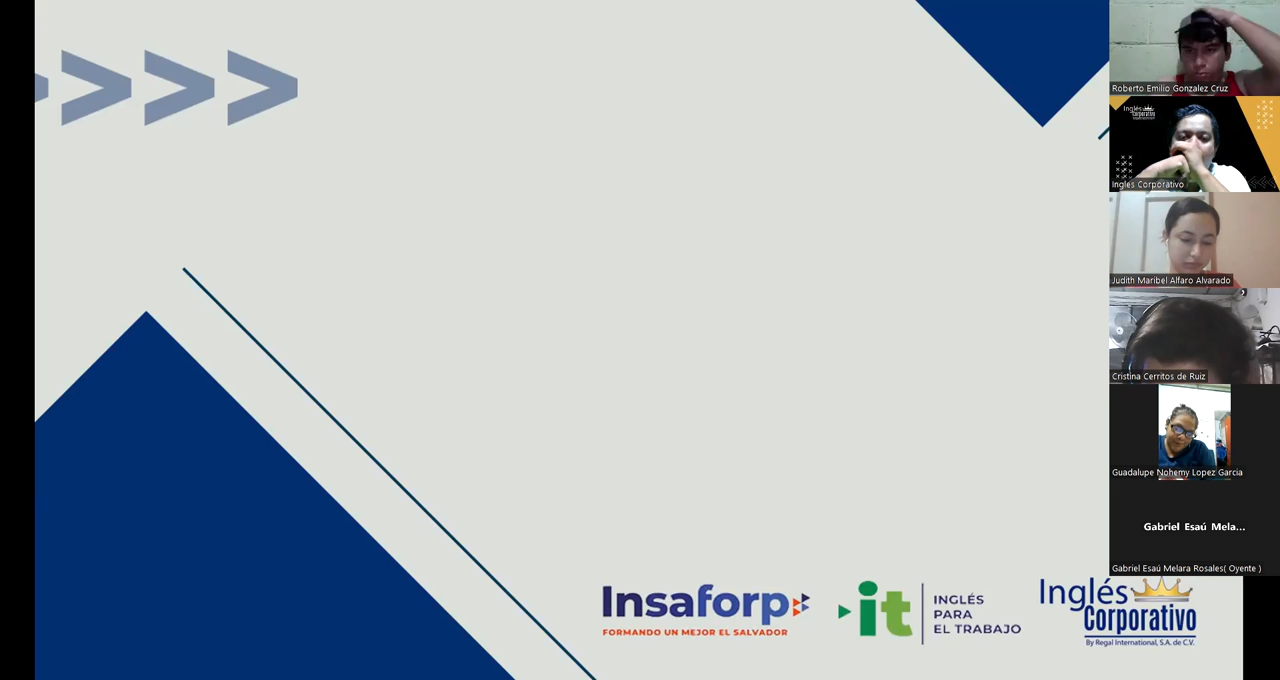 Roberto Emilio Gonzalez Cruz
Inglés
Corporativo
Ingles Corporativo
Judith Maribel Alfaro Alvarado
Cristina Cerritos de Ruiz
Guadalupe Nohemy Lopez Garcia
Gabriel Esaú Mela...
Gabriel Esaú Melara Rosales( Oyente )
Insaforp
FORMANDO UN MEJOR EL SALVADOR
it
INGLÉS
PARA
EL TRABAJO
Inglés
Corporativo
By Regal International, S.A. de C.V.